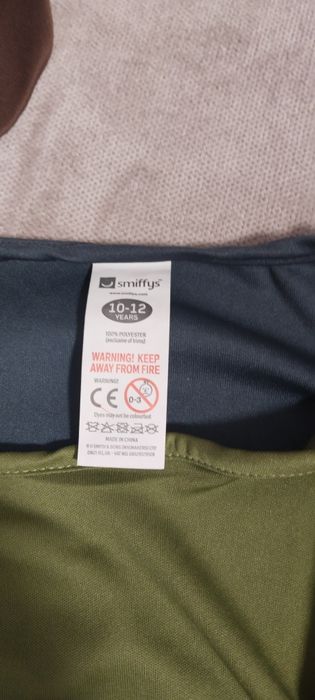 smiffys
www.smiffys.com
10-12
YEARS
100% POLYESTER
(exclusive of trims)
WARNING! KEEP
AWAY FROM FIRE
WARNING!
CE
0-3
Dyes may not be colourfast.
MADE IN CHINA
DN21